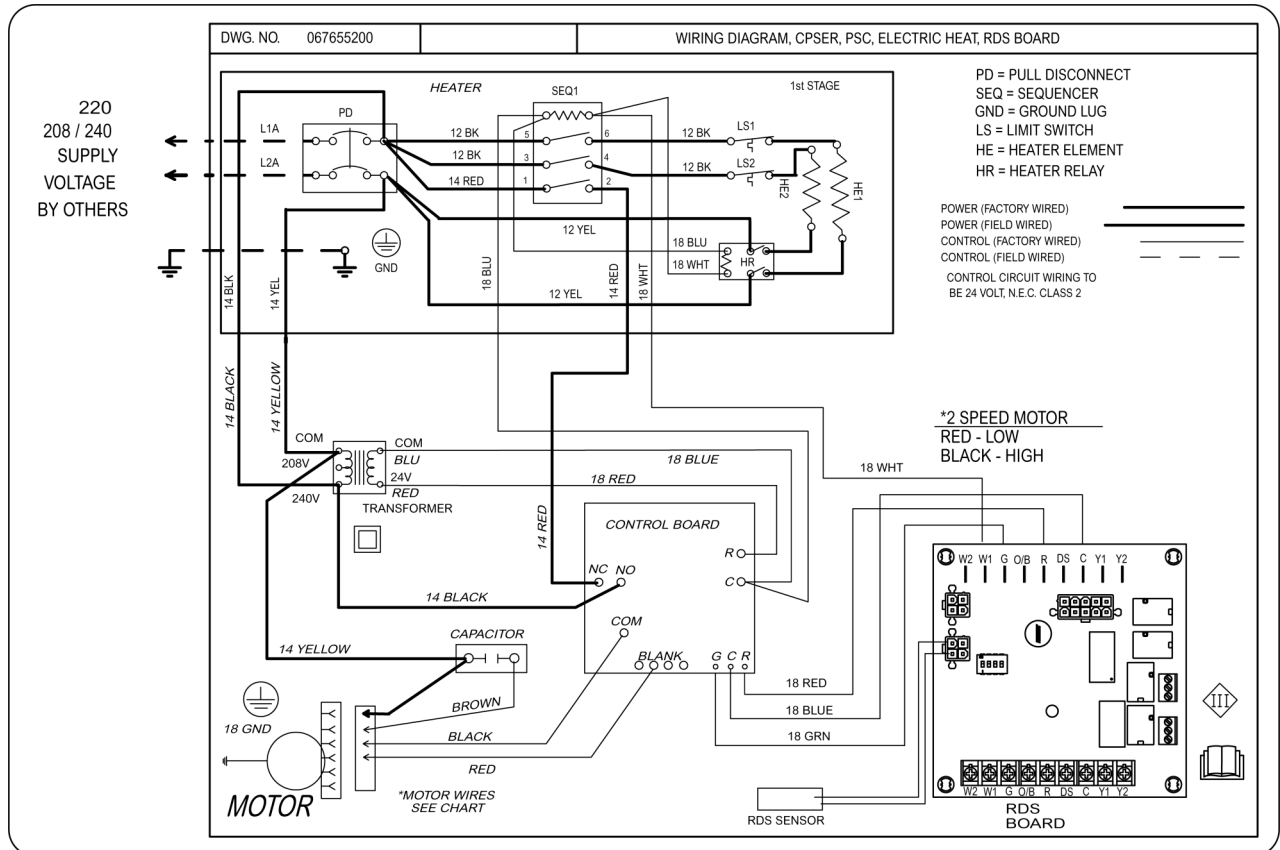 DWG. NO. 067655200
WIRING DIAGRAM, CPSER, PSC, ELECTRIC HEAT, RDS BOARD
220
208 / 240
SUPPLY
VOLTAGE
BY OTHERS
HEATER
SEQ1
1st STAGE
PD
L1A
L2A
GND
12 BK
12 BK
14 RED
5
3
1
6
4
2
12 BK
12 BK
LS1
LS2
HE2
HE1
12 YEL
12 YEL
18 BLU
18 WHT
HR
14 BLK
14 YEL
18 BLU
14 RED
18 WHT
PD = PULL DISCONNECT
SEQ = SEQUENCER
GND = GROUND LUG
LS = LIMIT SWITCH
HE = HEATER ELEMENT
HR = HEATER RELAY
POWER (FACTORY WIRED)
POWER (FIELD WIRED)
CONTROL (FACTORY WIRED)
CONTROL (FIELD WIRED)
CONTROL CIRCUIT WIRING TO
BE 24 VOLT, N.E.C. CLASS 2
14 BLACK
14 YELLOW
COM
208V
240V
COM
BLU
24V
RED
TRANSFORMER
18 BLUE
18 RED
18 WHT
*2 SPEED MOTOR
RED - LOW
BLACK - HIGH
14 RED
CONTROL BOARD
R
C
NC NO
COM
BLANK
G C R
14 BLACK
14 YELLOW
CAPACITOR
BROWN
BLACK
RED
18 GND
MOTOR
*MOTOR WIRES
SEE CHART
18 RED
18 BLUE
18 GRN
RDS SENSOR
W2 W1 G O/B R DS C Y1 Y2
III
W2 W1 G O/B R DS C Y1 Y2
RDS
BOARD